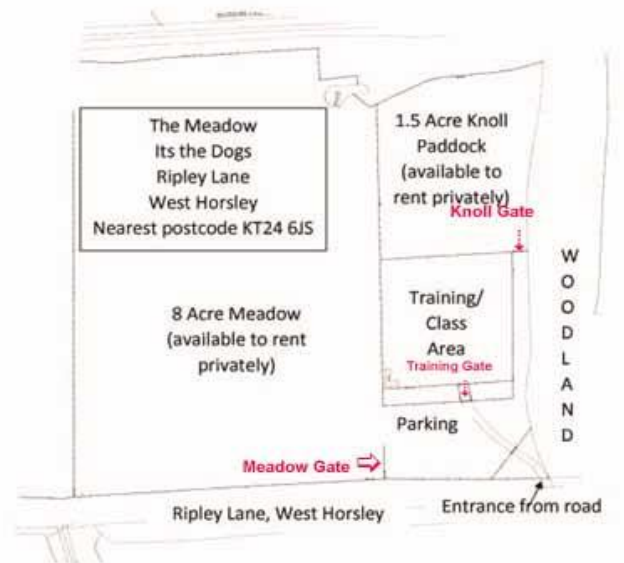 The Meadow
Its the Dogs
Ripley Lane
West Horsley
Nearest postcode KT24 6JS
1.5 Acre Knoll
Paddock
(available to
rent privately)
Knoll Gate
WOODLAND
8 Acre Meadow
(available to rent
privately)
Training/
Class
Area
Training Gate
Parking
Meadow Gate
Entrance from road
Ripley Lane, West Horsley